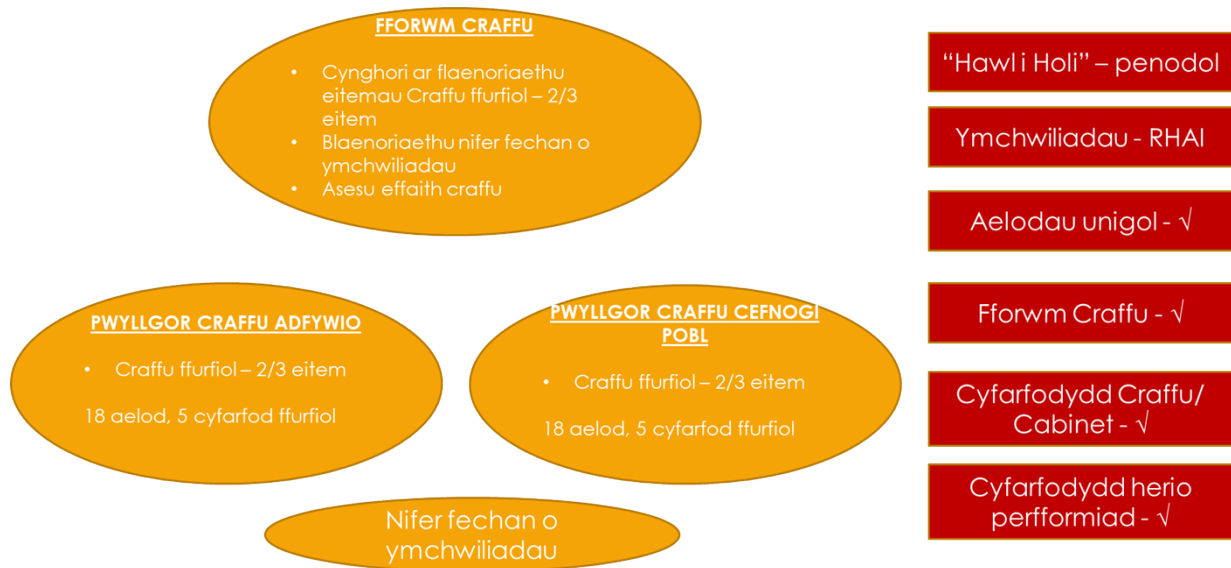 FFORWM CRAFFU
• Cynghori ar flaenoriaethu
eitemau Craffu ffurfiol – 2/3
eitem
• Blaenoriaethu nifer fechan o
ymchwiliadau
• Asesu effaith craffu
PWYLLGOR CRAFFU ADFYWIO
• Craffu ffurfiol – 2/3 eitem
18 aelod, 5 cyfarfod ffurfiol
PWYLLGOR CRAFFU CEFNOGI
POBL
• Craffu ffurfiol – 2/3 eitem
18 aelod, 5 cyfarfod ffurfiol
Nifer fechan o
ymchwiliadau
“Hawl i Holi” – penodol
Ymchwiliadau - RHAI
Aelodau unigol - √
Fforwm Craffu - √
Cyfarfodydd Craffu/
Cabinet - √
Cyfarfodydd herio
perfformiad - √